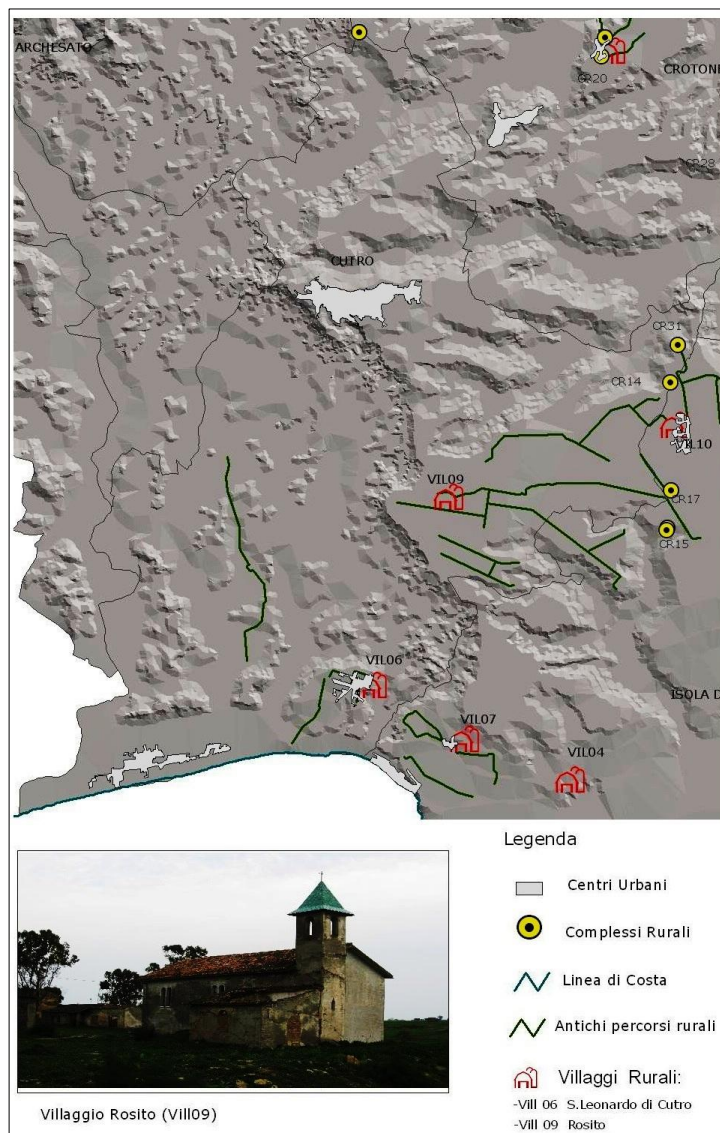 ARCHESATO
CR20
CROTONE
CR28
CUTRO
CR31
CR14
VIL10
VIL09
CR17
CR15
VIL06
ISOLA D
VIL07
VIL04
Legenda
Centri Urbani
Complessi Rurali
Linea di Costa
Antichi percorsi rurali
Villaggi Rurali:
-Vill 06 S.Leonardo di Cutro
-Vill 09 Rosito
Villaggio Rosito (Vill09)